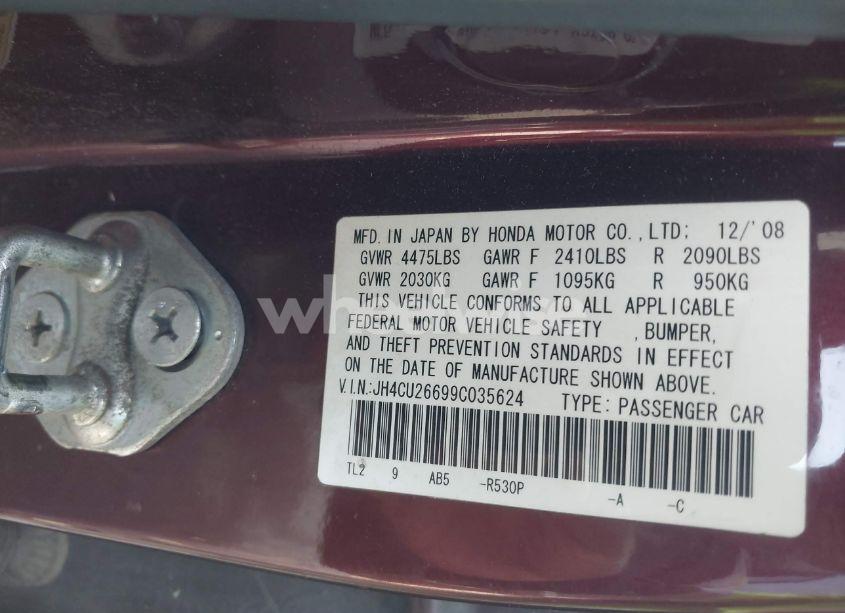 MFD. IN JAPAN BY HONDA MOTOR CO., LTD: 12/'08
GVWR 4475LBS GAWR F 2410LBS R 2090LBS
GVWR 2030KG GAWR F 1095KG R 950KG
THIS VEHICLE CONFORMS TO ALL APPLICABLE
FEDERAL MOTOR VEHICLE SAFETY , BUMPER,
AND THEFT PREVENTION STANDARDS IN EFFECT
ON THE DATE OF MANUFACTURE SHOWN ABOVE.
V.I.N.:JH4CU26699C035624 TYPE: PASSENGER CAR
TL2 9 AB5 -R530P -A -C